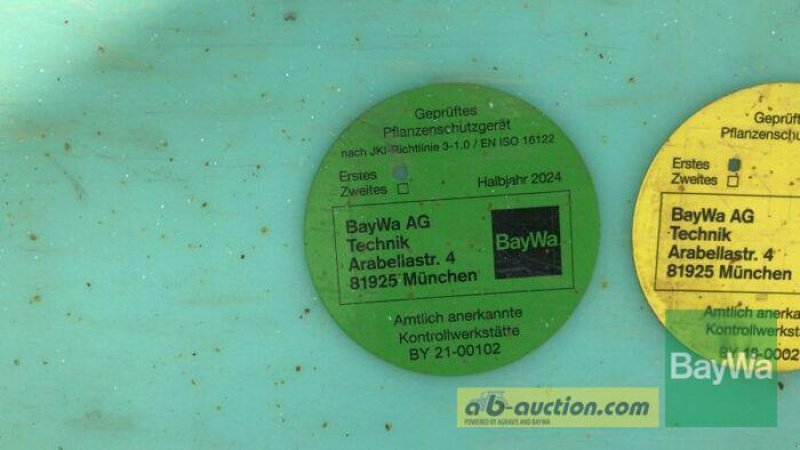 Geprüftes
Pflanzenschutzgerät
nach JKI-Richtlinie 3-1.0 / EN ISO 16122
Erstes
Zweites
Halbjahr 2024
BayWa AG
Technik
Arabellastr. 4
81925 München
BayWa
Amtlich anerkannte
Kontrollwerkstätte
BY 21-00102
Geprüft
Pflanzenschu
Erstes
Zweites
BayWa AG
Technik
Arabellastr. 4
81925 München
Amtlich anerka
Kontrollwerkst
BayWa
ab-auction.com
POWERED BY AGRAVIS AND BAYWA